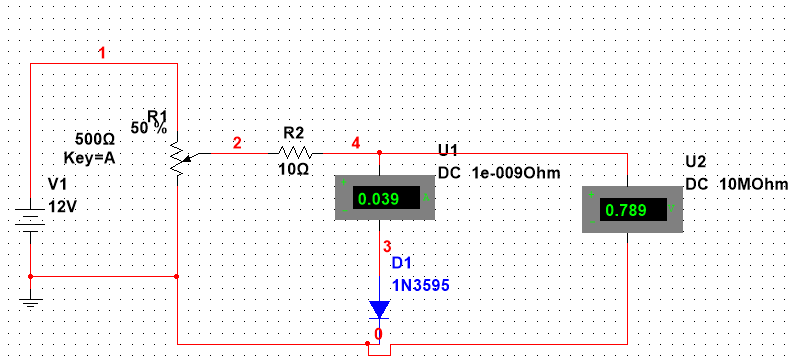 1
R1
50 %
500Ω
Key=A
2
R2
10Ω
4
U1
DC 1e-009Ohm
+
0.039
A
-
U2
DC 10MOhm
+
0.789
V
-
V1
12V
3
D1
1N3595
0